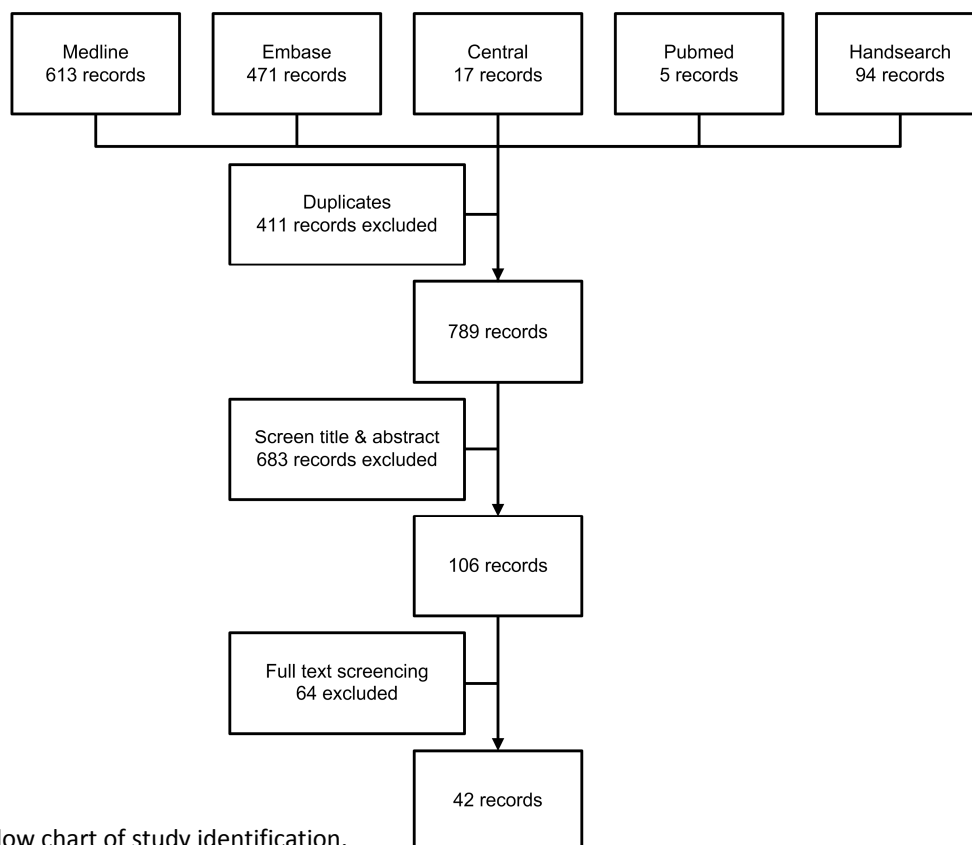 Medline
613 records
Embase
471 records
Central
17 records
Pubmed
5 records
Handsearch
94 records
Duplicates
411 records excluded
789 records
Screen title & abstract
683 records excluded
106 records
Full text screencing
64 excluded
42 records
low chart of study identification.